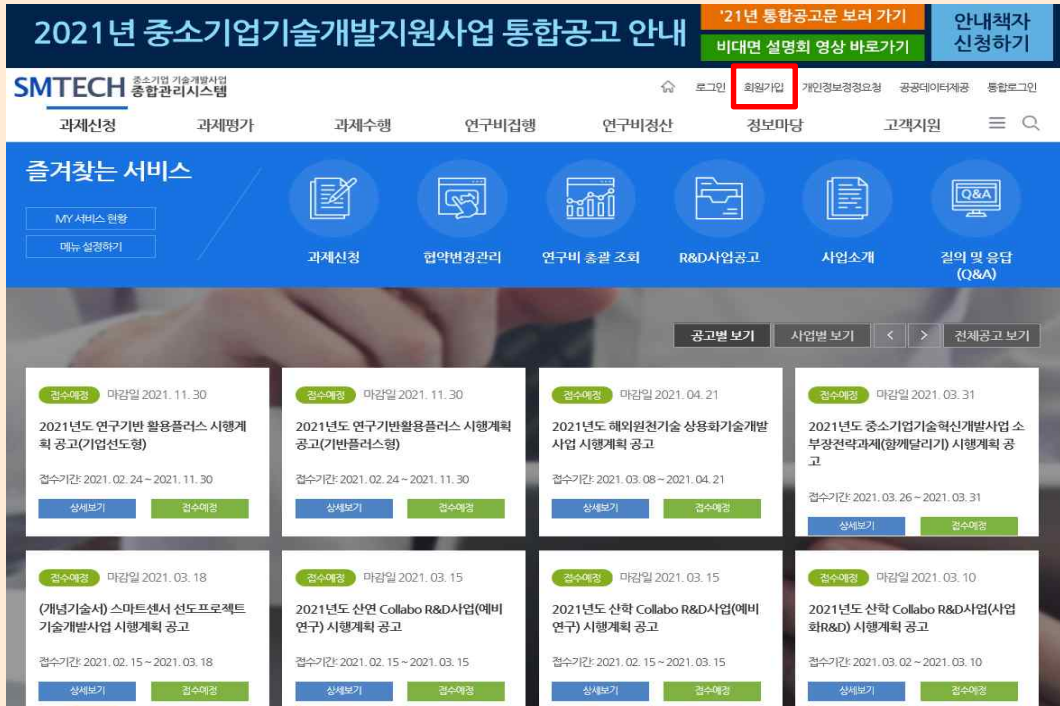 2021년 중소기업기술개발지원사업 통합공고 안내
'21년 통합공고문 보러 가기
비대면 설명회 영상 바로가기
안내책자
신청하기
SMTECH 중소기업 기술개발사업
종합관리시스템
로그인 회원가입 개인정보정정요청 공공데이터제공 통합로그인
과제신청 과제평가 과제수행 연구비집행 연구비정산 정보마당 고객지원
즐겨찾는 서비스
MY 서비스 현황
메뉴 설정하기
Q&A
과제신청 협약변경관리 연구비 총괄 조회 R&D사업공고 사업소개 질의 및 응답
(Q&A)
공고별 보기 사업별 보기 < > 전체공고 보기
접수예정 마감일 2021. 11. 30
2021년도 연구기반 활용플러스 시행계
획 공고(기업선도형)
접수기간: 2021. 02. 24 ~ 2021. 11. 30
상세보기 접수예정
접수예정 마감일 2021. 11. 30
2021년도 연구기반활용플러스 시행계획
공고(기반플러스형)
접수기간: 2021. 02. 24 ~ 2021. 11. 30
상세보기 접수예정
접수예정 마감일 2021. 04. 21
2021년도 해외원천기술 상용화기술개발
사업 시행계획 공고
접수기간: 2021. 03. 08 ~ 2021. 04. 21
상세보기 접수예정
접수예정 마감일 2021. 03. 31
2021년도 중소기업기술혁신개발사업 소
부장전략과제(함께달리기) 시행계획 공
고
접수기간: 2021. 03. 26 ~ 2021. 03. 31
상세보기 접수예정
접수예정 마감일 2021. 03. 18
(개념기술서) 스마트센서 선도프로젝트
기술개발사업 시행계획 공고
접수기간: 2021. 02. 15 ~ 2021. 03. 18
상세보기 접수예정
접수예정 마감일 2021. 03. 15
2021년도 산연 Collabo R&D사업(예비
연구) 시행계획 공고
접수기간: 2021. 02. 15 ~ 2021. 03. 15
상세보기 접수예정
접수예정 마감일 2021. 03. 15
2021년도 산학 Collabo R&D사업(예비
연구) 시행계획 공고
접수기간: 2021. 02. 15 ~ 2021. 03. 15
상세보기 접수예정
접수예정 마감일 2021. 03. 10
2021년도 산학 Collabo R&D사업(사업
화R&D) 시행계획 공고
접수기간: 2021. 03. 02 ~ 2021. 03. 10
상세보기 접수예정